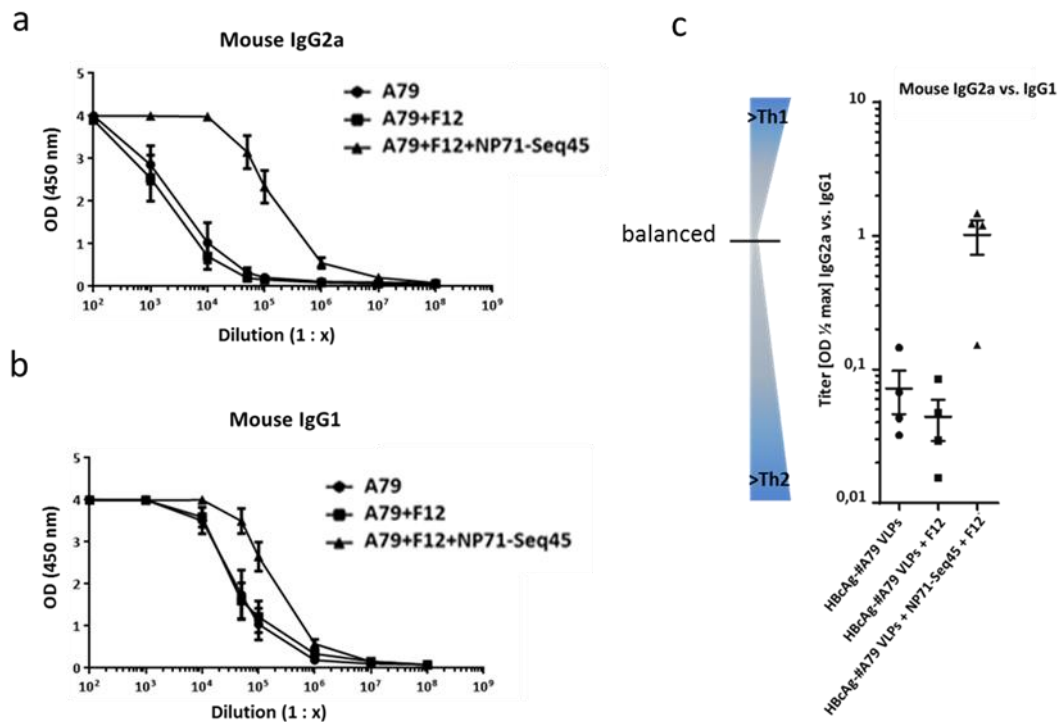 a
Mouse IgG2a
OD (450 nm)
5
4
3
2
1
0
A79
A79+F12
A79+F12+NP71-Seq45
10² 10³ 10⁴ 10⁵ 10⁶ 10⁷ 10⁸ 10⁹
Dilution (1 : x)
b
Mouse IgG1
OD (450 nm)
5
4
3
2
1
0
A79
A79+F12
A79+F12+NP71-Seq45
10² 10³ 10⁴ 10⁵ 10⁶ 10⁷ 10⁸ 10⁹
Dilution (1 : x)
c
Mouse IgG2a vs. IgG1
>Th1
balanced
>Th2
Titer [OD ½ max] IgG2a vs. IgG1
10
1
0,1
0,01
HBcAg-#A79 VLPs
HBcAg-#A79 VLPs + F12
HBcAg-#A79 VLPs + NP71-Seq45 + F12